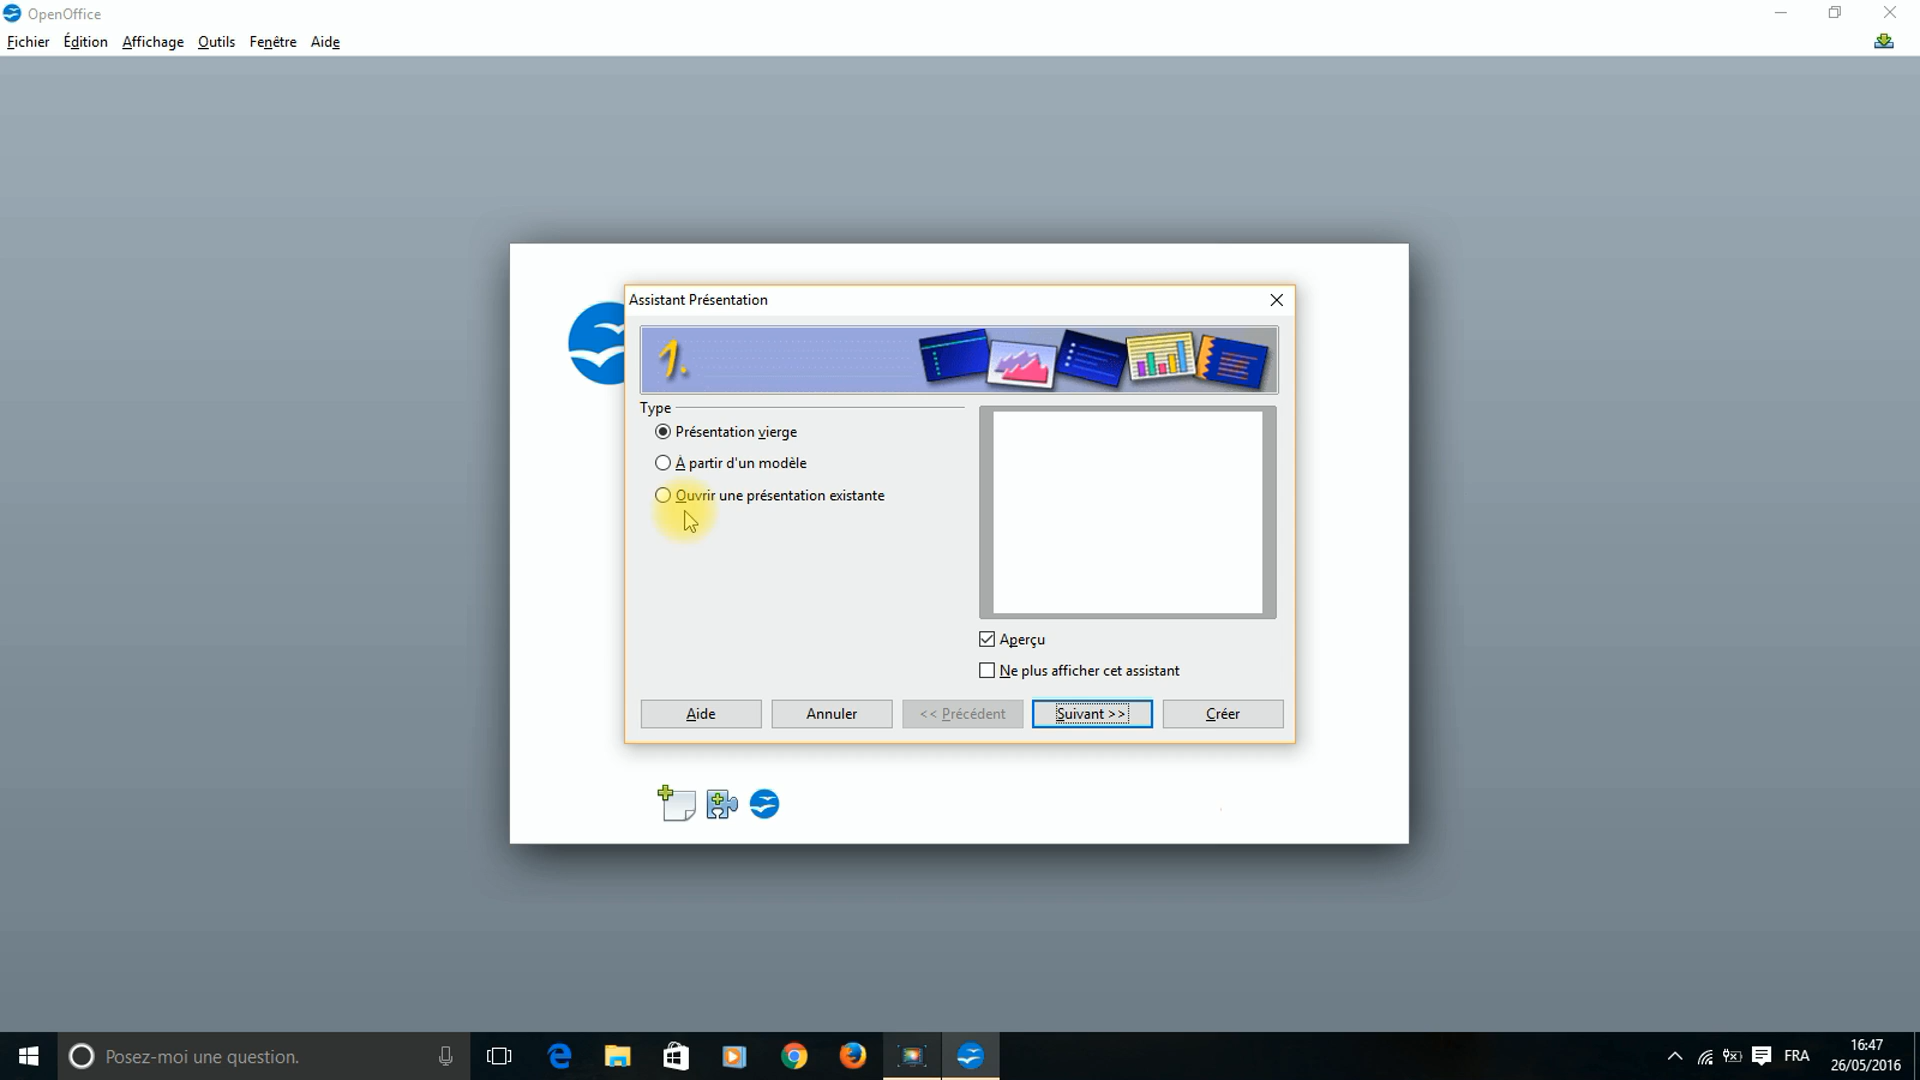 OpenOffice
Fichier Édition Affichage Outils Fenêtre Aide
Assistant Présentation
1.
Type
Présentation vierge
À partir d'un modèle
Ouvrir une présentation existante
Aperçu
Ne plus afficher cet assistant
Aide Annuler << Précédent Suivant >> Créer
Posez-moi une question.
FRA
16:47
26/05/2016